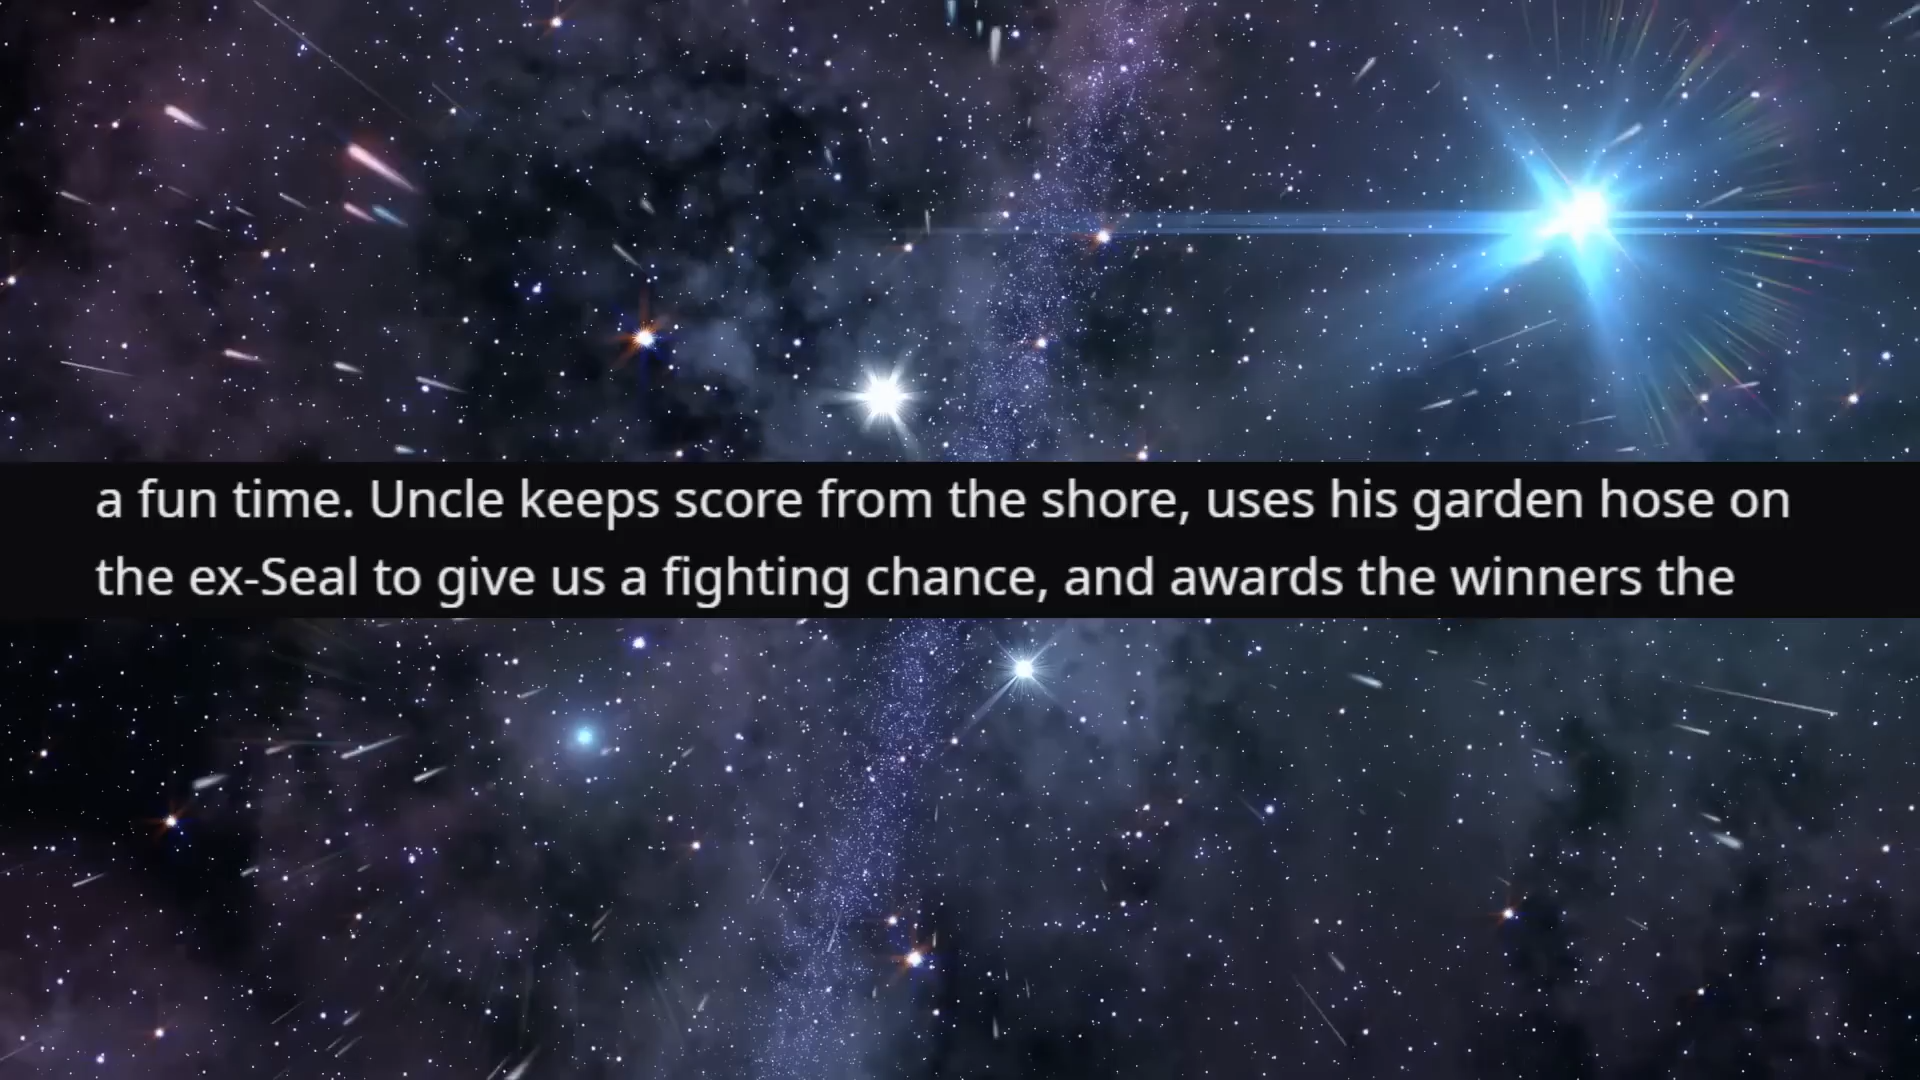 a fun time. Uncle keeps score from the shore, uses his garden hose on
the ex-Seal to give us a fighting chance, and awards the winners the